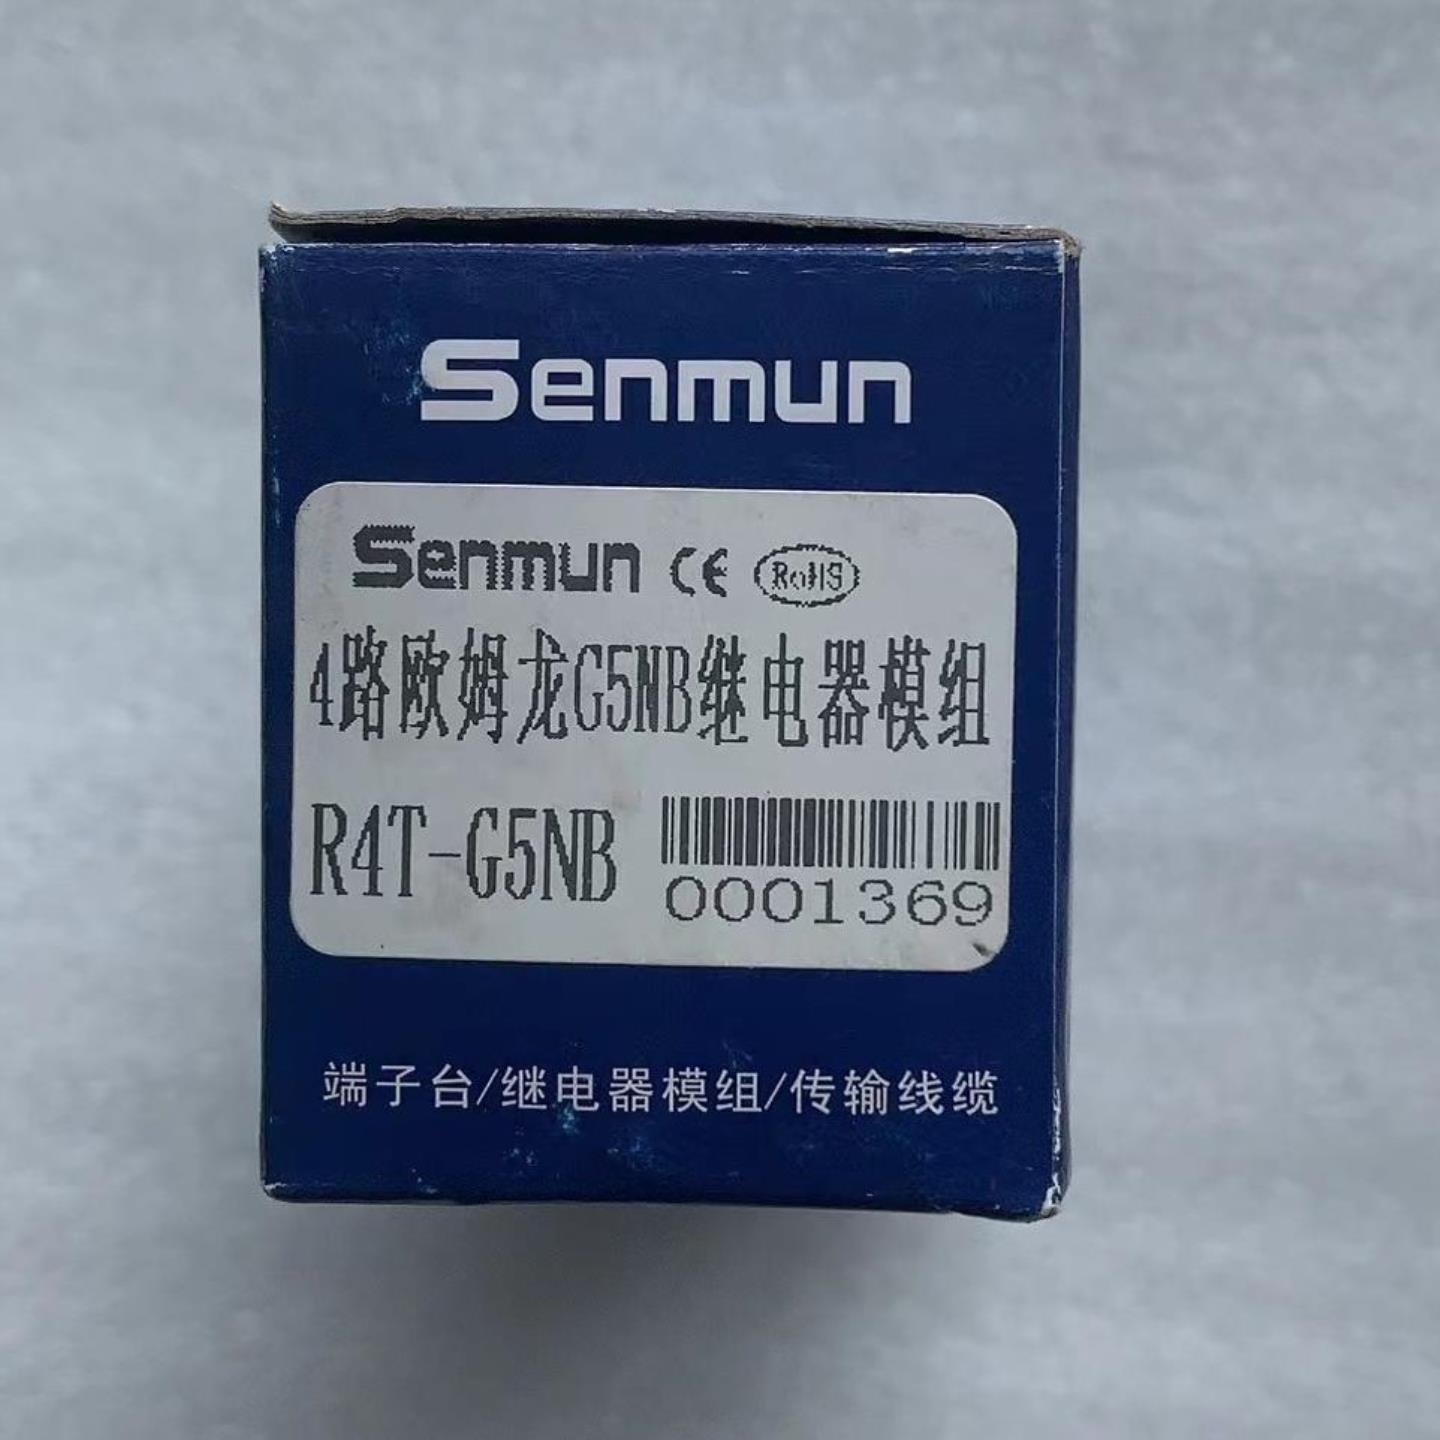 Senmun
Senmun CE RoHS
4路欧姆龙G5NB继电器模组
R4T-G5NB
0001369
端子台/继电器模组/传输线缆